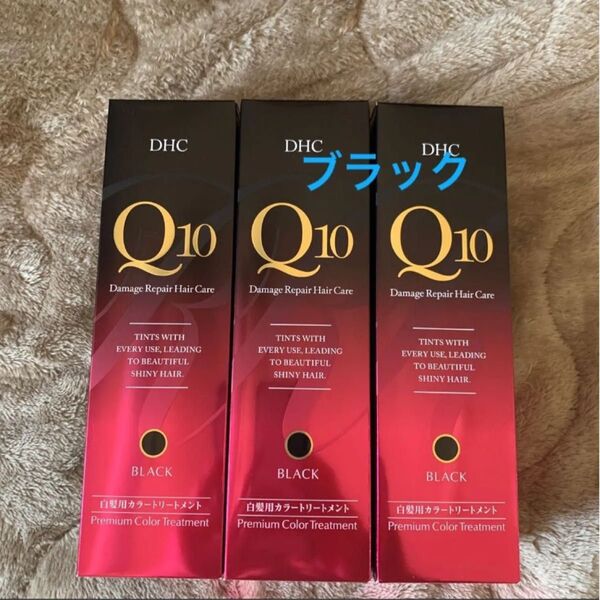 DHC
Q10
Damage Repair Hair Care
TINTS WITH
EVERY USE, LEADING
TO BEAUTIFUL
SHINY HAIR.
BLACK
白髪用カラートリートメント
Premium Color Treatment
DHC
Q10
Damage Repair Hair Care
TINTS WITH
EVERY USE, LEADING
TO BEAUTIFUL
SHINY HAIR.
BLACK
白髪用カラートリートメント
Premium Color Treatment
DHC
Q10
Damage Repair Hair Care
TINTS WITH
EVERY USE, LEADING
TO BEAUTIFUL
SHINY HAIR.
BLACK
白髪用カラートリートメント
Premium Color Treatment
ブラック